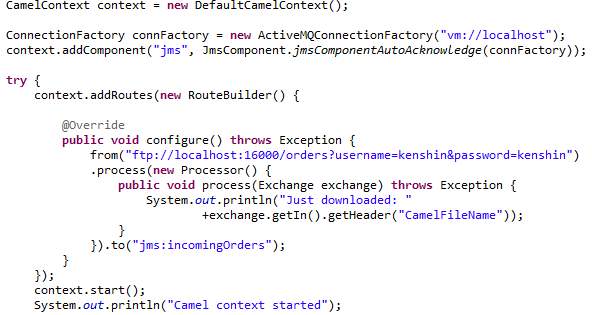 CamelContext context = new DefaultCamelContext();
ConnectionFactory connFactory = new ActiveMQConnectionFactory("vm://localhost");
context.addComponent("jms", JmsComponent.jmsComponentAutoAcknowledge(connFactory));
try {
    context.addRoutes(new RouteBuilder() {
        @Override
        public void configure() throws Exception {
            from("ftp://localhost:16000/orders?username=kenshin&password=kenshin")
            .process(new Processor() {
                public void process(Exchange exchange) throws Exception {
                    System.out.println("Just downloaded: "
                            +exchange.getIn().getHeader("CamelFileName"));
                }
            }).to("jms:incomingOrders");
        }
    });
    context.start();
    System.out.println("Camel context started");